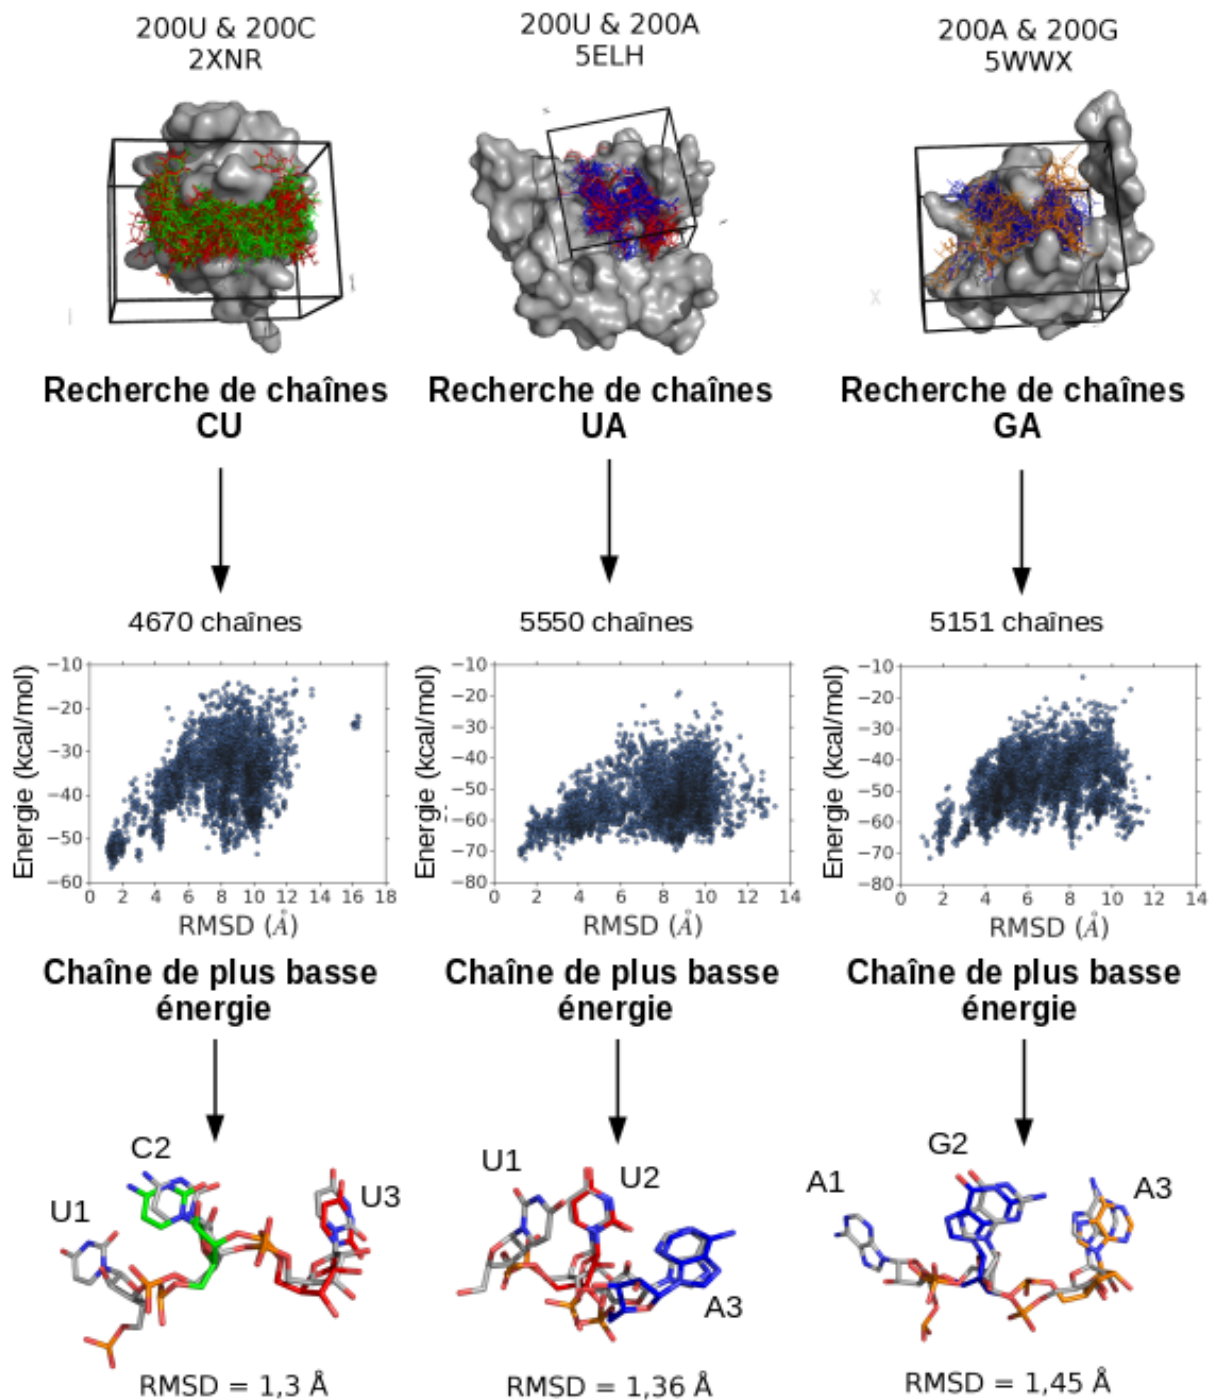 200U & 200C
2XNR
200U & 200A
5ELH
200A & 200G
5WWX
X
Recherche de chaînes
CU
Recherche de chaînes
UA
Recherche de chaînes
GA
4670 chaînes
5550 chaînes
5151 chaînes
Energie (kcal/mol)
−10
−20
−30
−40
−50
−60
0 2 4 6 8 10 12 14 16 18
RMSD (Å)
Energie (kcal/mol)
−10
−20
−30
−40
−50
−60
−70
−80
0 2 4 6 8 10 12 14
RMSD (Å)
Energie (kcal/mol)
−10
−20
−30
−40
−50
−60
−70
−80
0 2 4 6 8 10 12 14
RMSD (Å)
Chaîne de plus basse
énergie
Chaîne de plus basse
énergie
Chaîne de plus basse
énergie
U1
C2
U3
U1
U2
A3
A1
G2
A3
RMSD = 1,3 Å
RMSD = 1,36 Å
RMSD = 1,45 Å